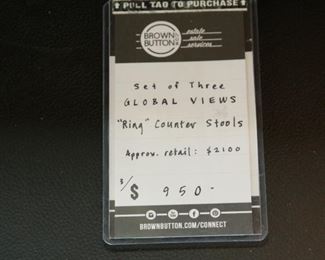 ↑ PULL TAG TO PURCHASE ↑
BROWN
BUTTON
estate
sale
services
Set of Three
GLOBAL VIEWS
"Ring" Counter Stools
Approx. retail: $2100
3/$ 950-
BROWNBUTTON.COM/CONNECT